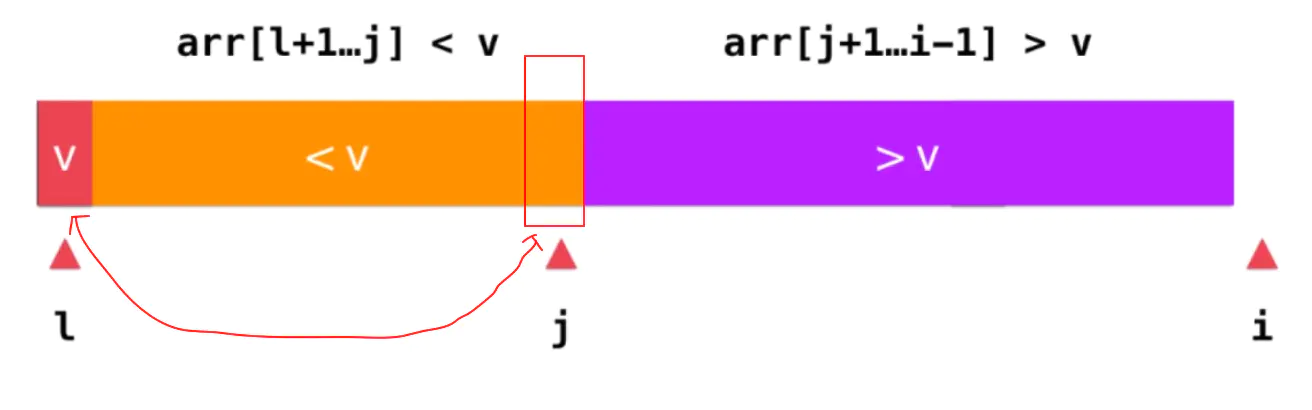 arr[l+1…j] < v arr[j+1…i-1] > v
v < v > v
l j i